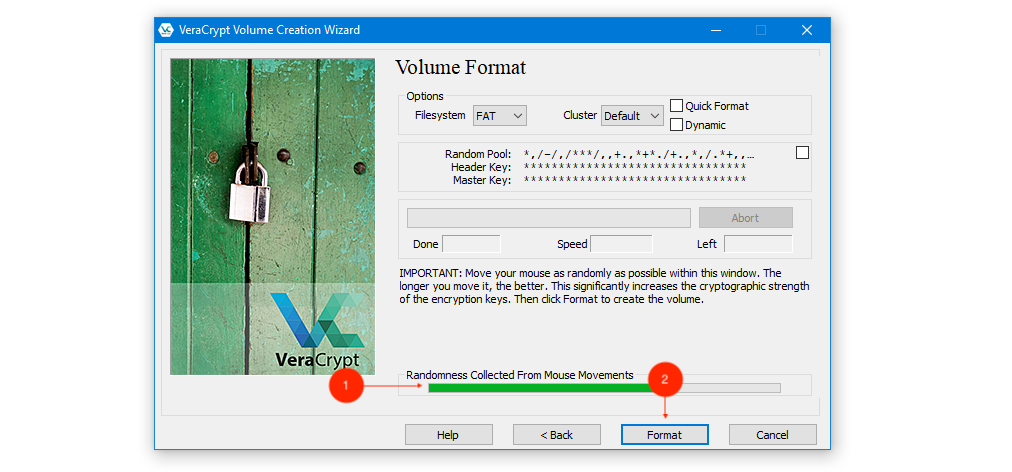 VeraCrypt Volume Creation Wizard
Volume Format
Options
Filesystem FAT Cluster Default Quick Format
Dynamic
Random Pool: *,/-/,/***/,,+.,*+*./+.,*,/.*+,,...
Header Key: **********************************
Master Key: **********************************
Abort
Done Speed Left
IMPORTANT: Move your mouse as randomly as possible within this window. The
longer you move it, the better. This significantly increases the cryptographic strength
of the encryption keys. Then click Format to create the volume.
VeraCrypt
Randomness Collected From Mouse Movements
1
2
Help < Back Format Cancel